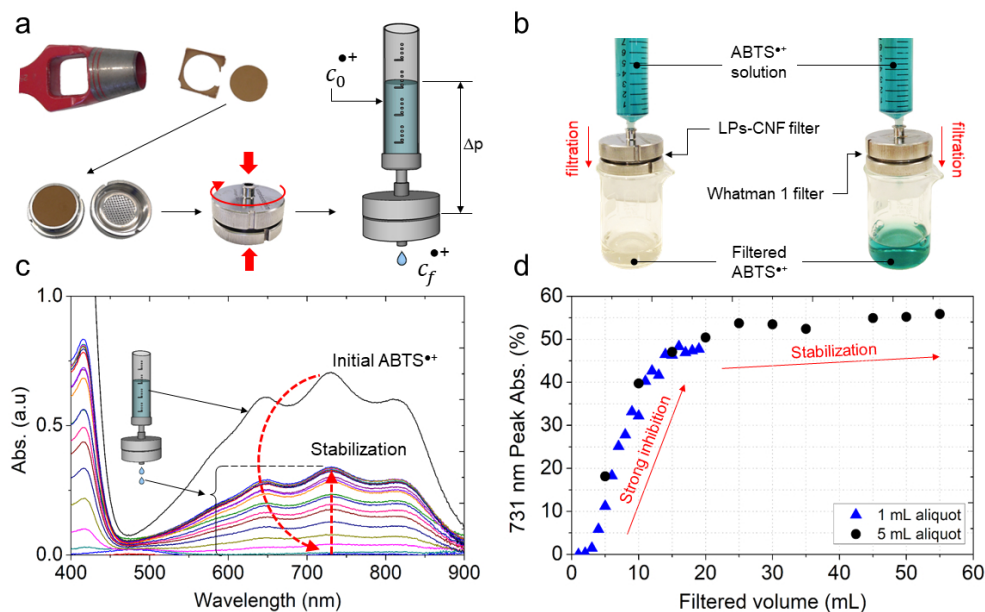 a
c₀•+
Δp
c_f•+
b
ABTS•+
solution
LPs-CNF filter
filtration
filtration
Whatman 1 filter
Filtered
ABTS•+
c
1.0
0.5
0.0
Abs. (a.u)
Initial ABTS•+
Stabilization
400 500 600 700 800 900
Wavelength (nm)
d
60
50
40
30
20
10
0
731 nm Peak Abs. (%)
Stabilization
Strong inhibition
1 mL aliquot
5 mL aliquot
0 10 20 30 40 50 60
Filtered volume (mL)